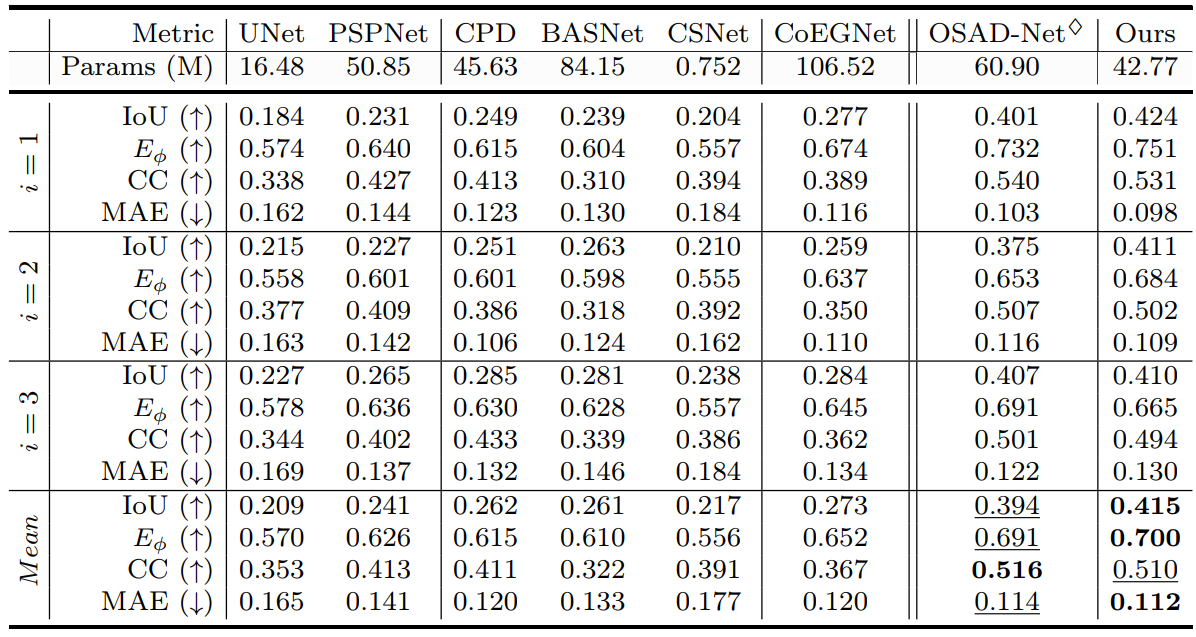 Metric UNet PSPNet CPD BASNet CSNet CoEGNet OSAD-Net◇ Ours
Params (M) 16.48 50.85 45.63 84.15 0.752 106.52 60.90 42.77
i = 1
IoU (↑) 0.184 0.231 0.249 0.239 0.204 0.277 0.401 0.424
Eϕ (↑) 0.574 0.640 0.615 0.604 0.557 0.674 0.732 0.751
CC (↑) 0.338 0.427 0.413 0.310 0.394 0.389 0.540 0.531
MAE (↓) 0.162 0.144 0.123 0.130 0.184 0.116 0.103 0.098
i = 2
IoU (↑) 0.215 0.227 0.251 0.263 0.210 0.259 0.375 0.411
Eϕ (↑) 0.558 0.601 0.601 0.598 0.555 0.637 0.653 0.684
CC (↑) 0.377 0.409 0.386 0.318 0.392 0.350 0.507 0.502
MAE (↓) 0.163 0.142 0.106 0.124 0.162 0.110 0.116 0.109
i = 3
IoU (↑) 0.227 0.265 0.285 0.281 0.238 0.284 0.407 0.410
Eϕ (↑) 0.578 0.636 0.630 0.628 0.557 0.645 0.691 0.665
CC (↑) 0.344 0.402 0.433 0.339 0.386 0.362 0.501 0.494
MAE (↓) 0.169 0.137 0.132 0.146 0.184 0.134 0.122 0.130
Mean
IoU (↑) 0.209 0.241 0.262 0.261 0.217 0.273 0.394 0.415
Eϕ (↑) 0.570 0.626 0.615 0.610 0.556 0.652 0.691 0.700
CC (↑) 0.353 0.413 0.411 0.322 0.391 0.367 0.516 0.510
MAE (↓) 0.165 0.141 0.120 0.133 0.177 0.120 0.114 0.112